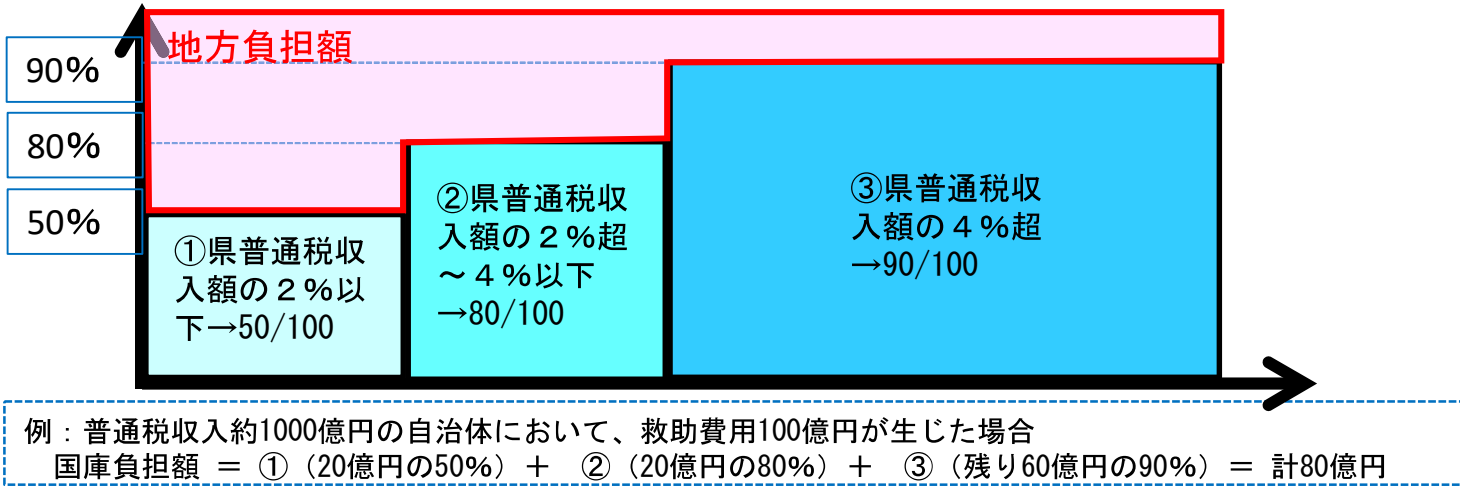 地方負担額
90%
80%
50%
①県普通税収
入額の２%以
下→50/100
②県普通税収
入額の２%超
～４%以下
→80/100
③県普通税収
入額の４%超
→90/100
例：普通税収入約1000億円の自治体において、救助費用100億円が生じた場合
国庫負担額 ＝ ①（20億円の50%）＋ ②（20億円の80%）＋ ③（残り60億円の90%）＝ 計80億円